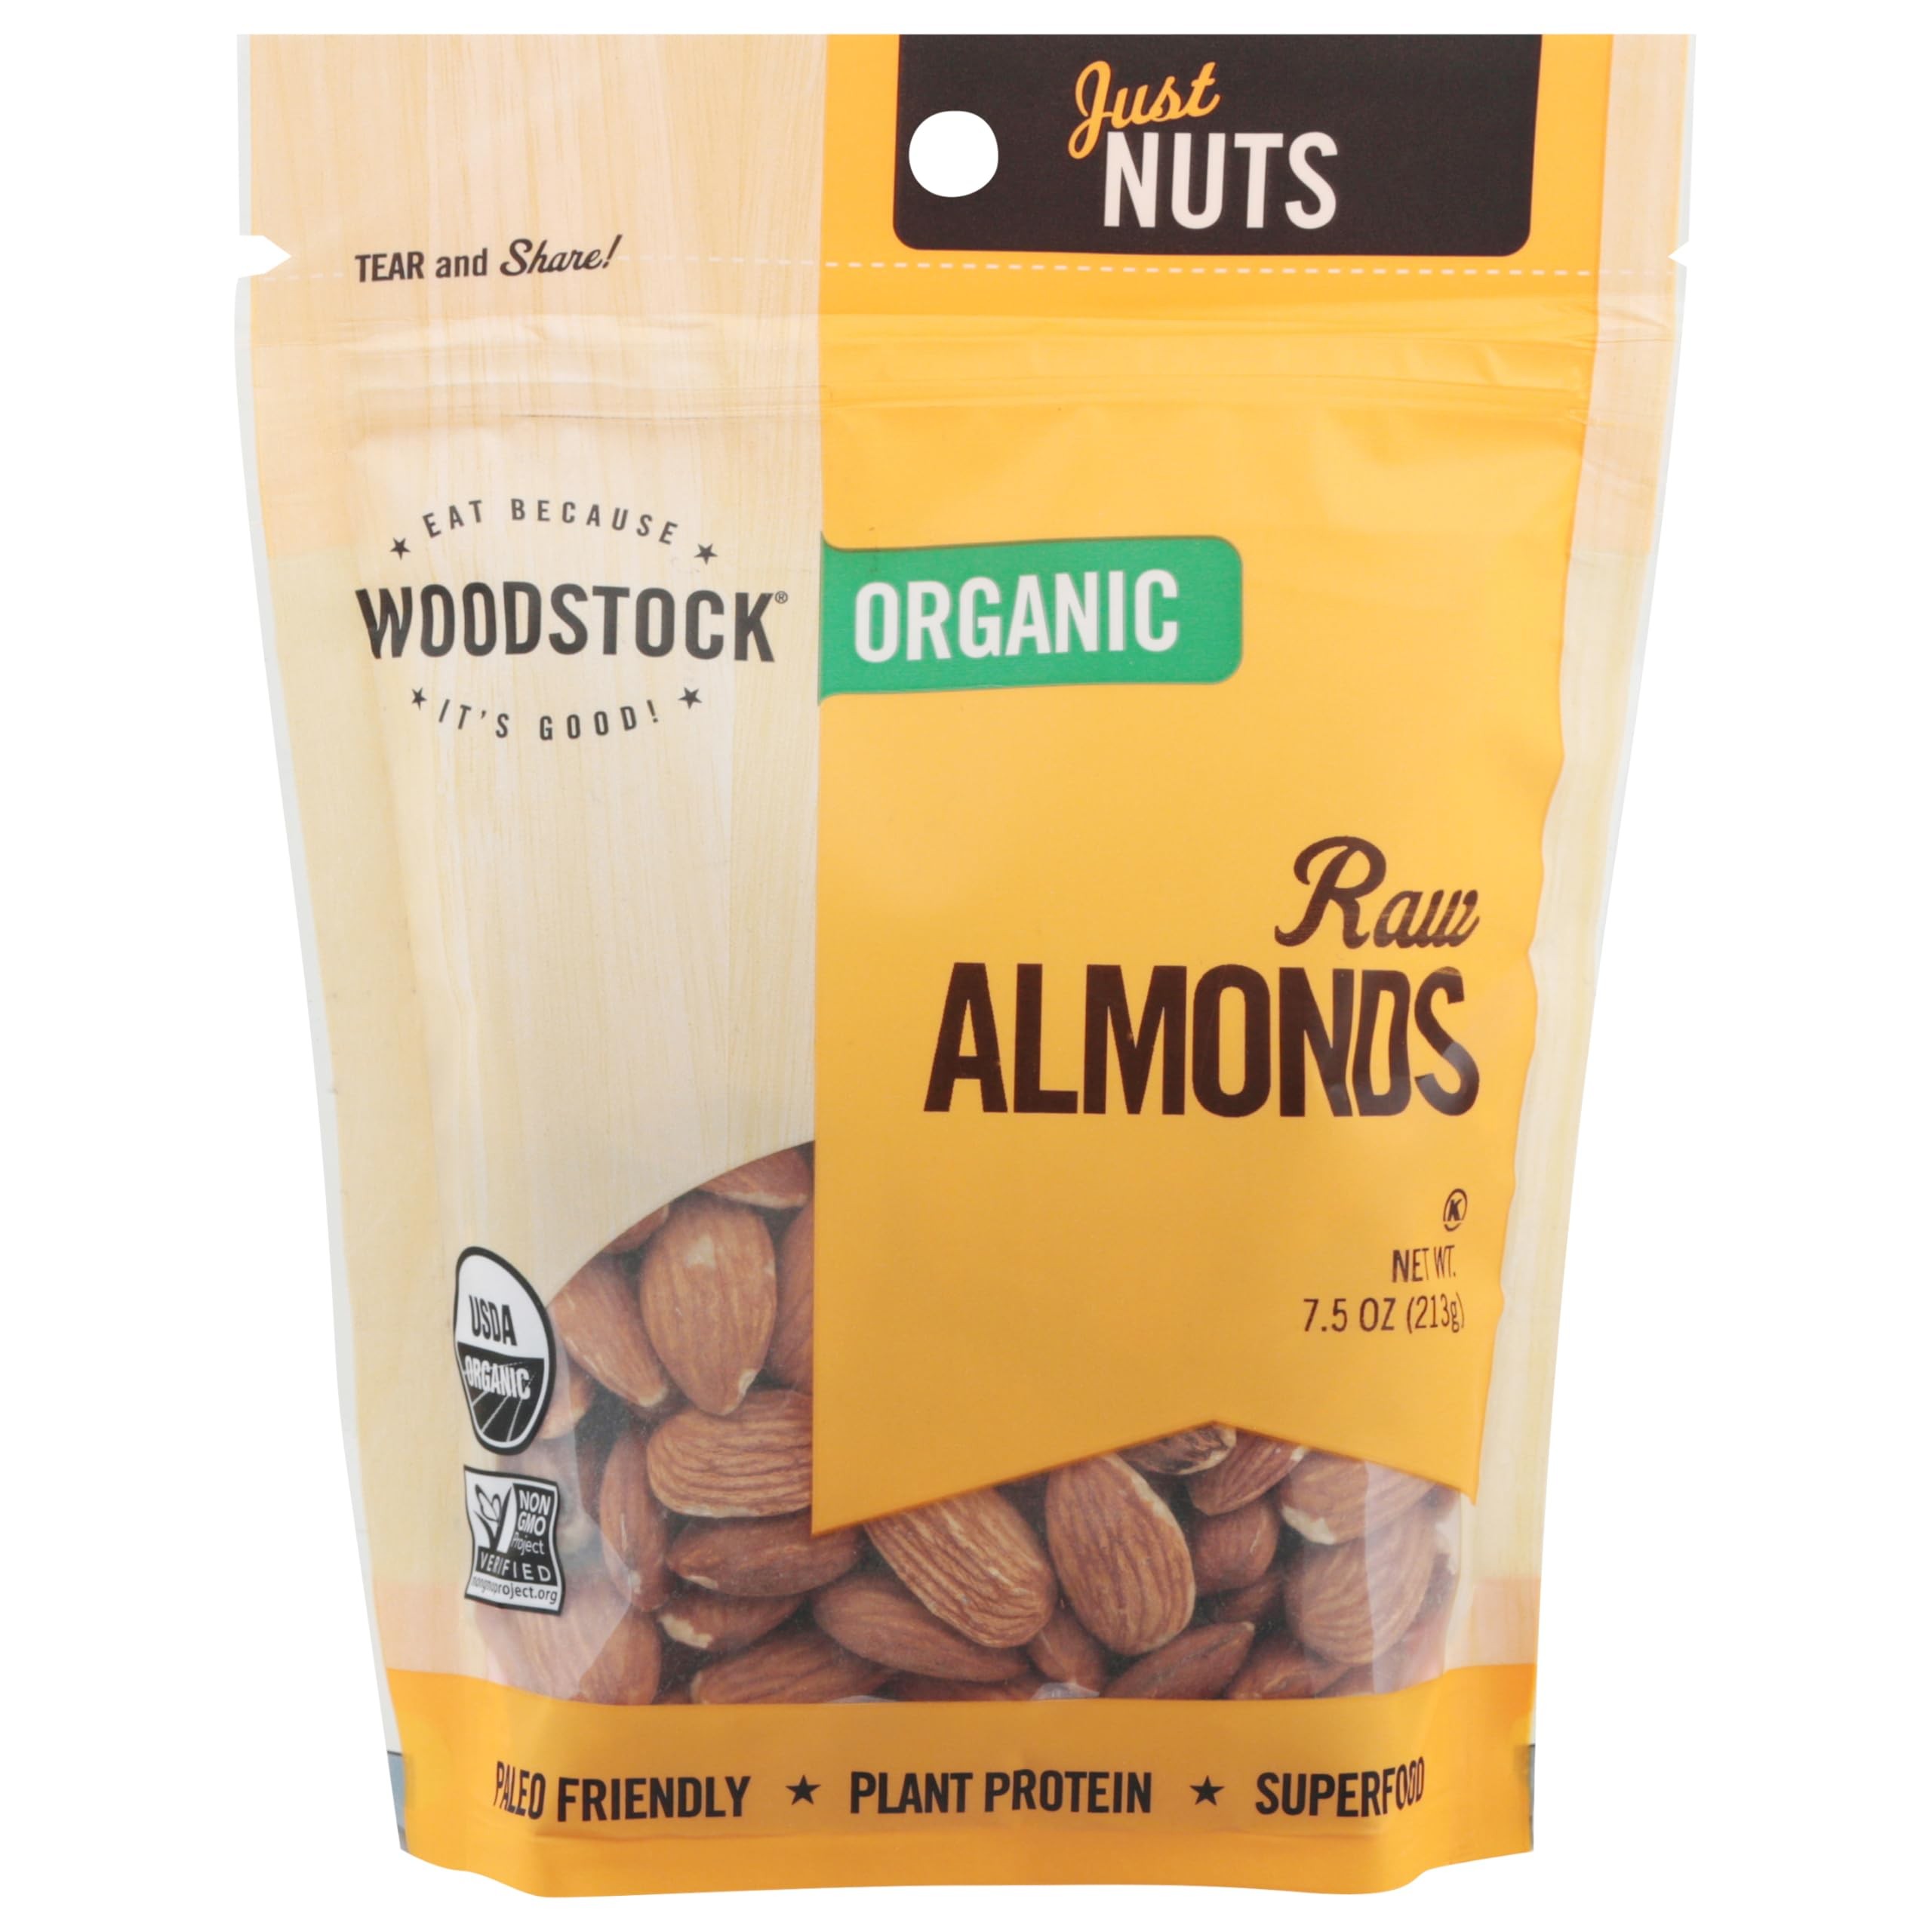 Just
NUTS
TEAR and Share!
EAT BECAUSE
WOODSTOCK®
IT'S GOOD!
ORGANIC
Raw
ALMONDS
K
NET WT.
7.5 OZ (213g)
USDA
ORGANIC
NON
GMO
Project
VERIFIED
nongmoproject.org
PALEO FRIENDLY ★ PLANT PROTEIN ★ SUPERFOOD